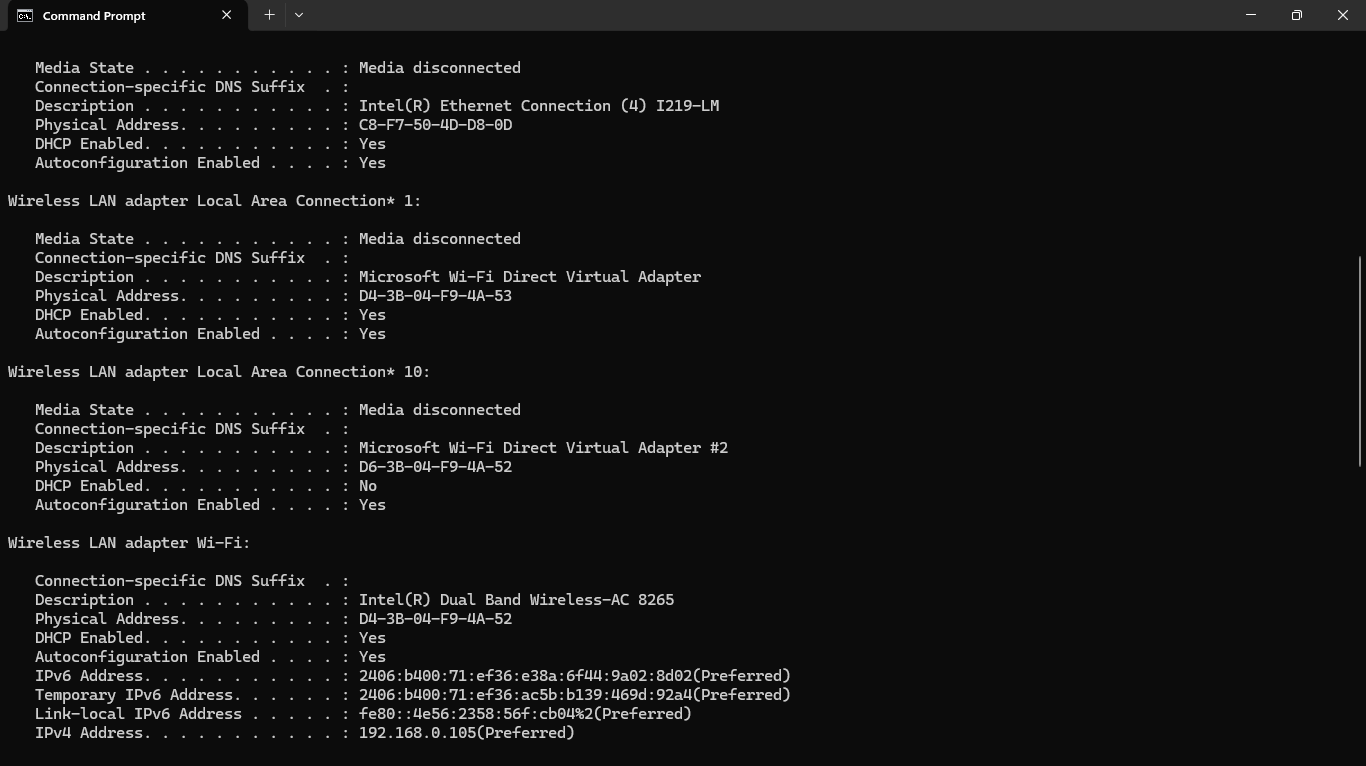 Command Prompt
   Media State . . . . . . . . . . . : Media disconnected
   Connection-specific DNS Suffix  . :
   Description . . . . . . . . . . . : Intel(R) Ethernet Connection (4) I219-LM
   Physical Address. . . . . . . . . : C8-F7-50-4D-D8-0D
   DHCP Enabled. . . . . . . . . . . : Yes
   Autoconfiguration Enabled . . . . : Yes
Wireless LAN adapter Local Area Connection* 1:
   Media State . . . . . . . . . . . : Media disconnected
   Connection-specific DNS Suffix  . :
   Description . . . . . . . . . . . : Microsoft Wi-Fi Direct Virtual Adapter
   Physical Address. . . . . . . . . : D4-3B-04-F9-4A-53
   DHCP Enabled. . . . . . . . . . . : Yes
   Autoconfiguration Enabled . . . . : Yes
Wireless LAN adapter Local Area Connection* 10:
   Media State . . . . . . . . . . . : Media disconnected
   Connection-specific DNS Suffix  . :
   Description . . . . . . . . . . . : Microsoft Wi-Fi Direct Virtual Adapter #2
   Physical Address. . . . . . . . . : D6-3B-04-F9-4A-52
   DHCP Enabled. . . . . . . . . . . : No
   Autoconfiguration Enabled . . . . : Yes
Wireless LAN adapter Wi-Fi:
   Connection-specific DNS Suffix  . :
   Description . . . . . . . . . . . : Intel(R) Dual Band Wireless-AC 8265
   Physical Address. . . . . . . . . : D4-3B-04-F9-4A-52
   DHCP Enabled. . . . . . . . . . . : Yes
   Autoconfiguration Enabled . . . . : Yes
   IPv6 Address. . . . . . . . . . . : 2406:b400:71:ef36:e38a:6f44:9a02:8d02(Preferred)
   Temporary IPv6 Address. . . . . . : 2406:b400:71:ef36:ac5b:b139:469d:92a4(Preferred)
   Link-local IPv6 Address . . . . . : fe80::4e56:2358:56f:cb04%2(Preferred)
   IPv4 Address. . . . . . . . . . . : 192.168.0.105(Preferred)